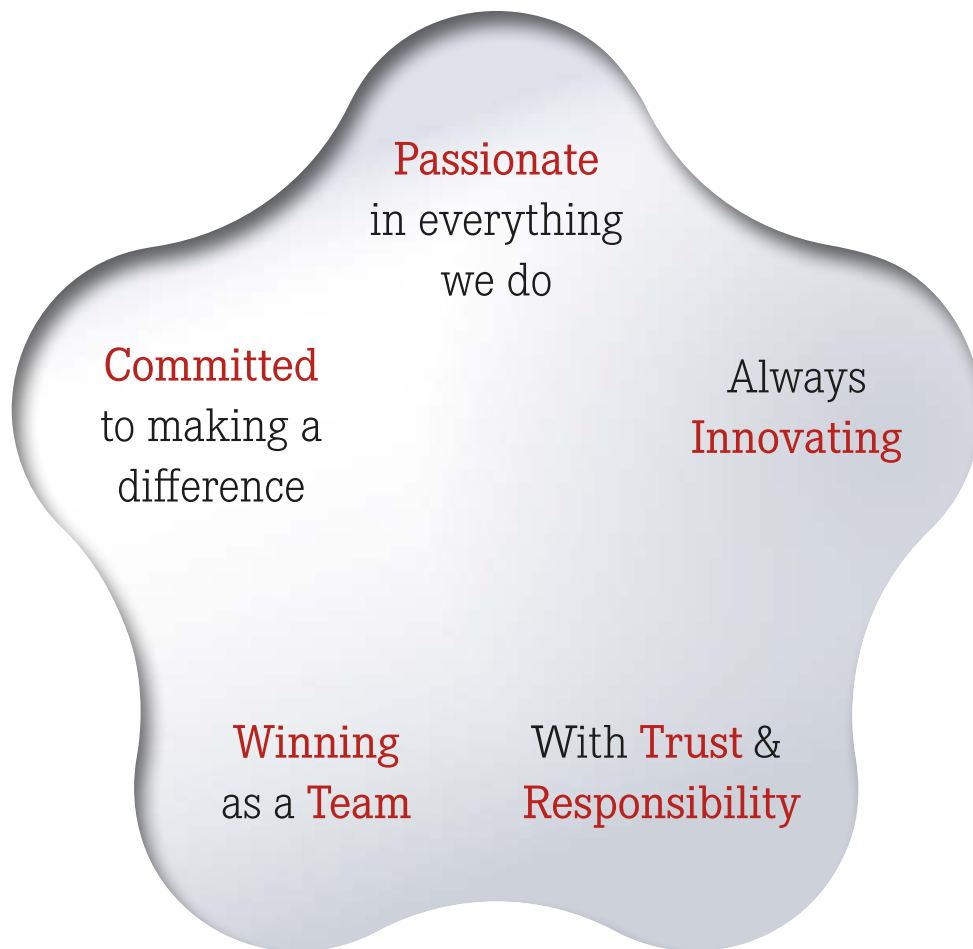 Passionate
in everything
we do
Committed
to making a
difference
Always
Innovating
Winning
as a Team
With Trust &
Responsibility